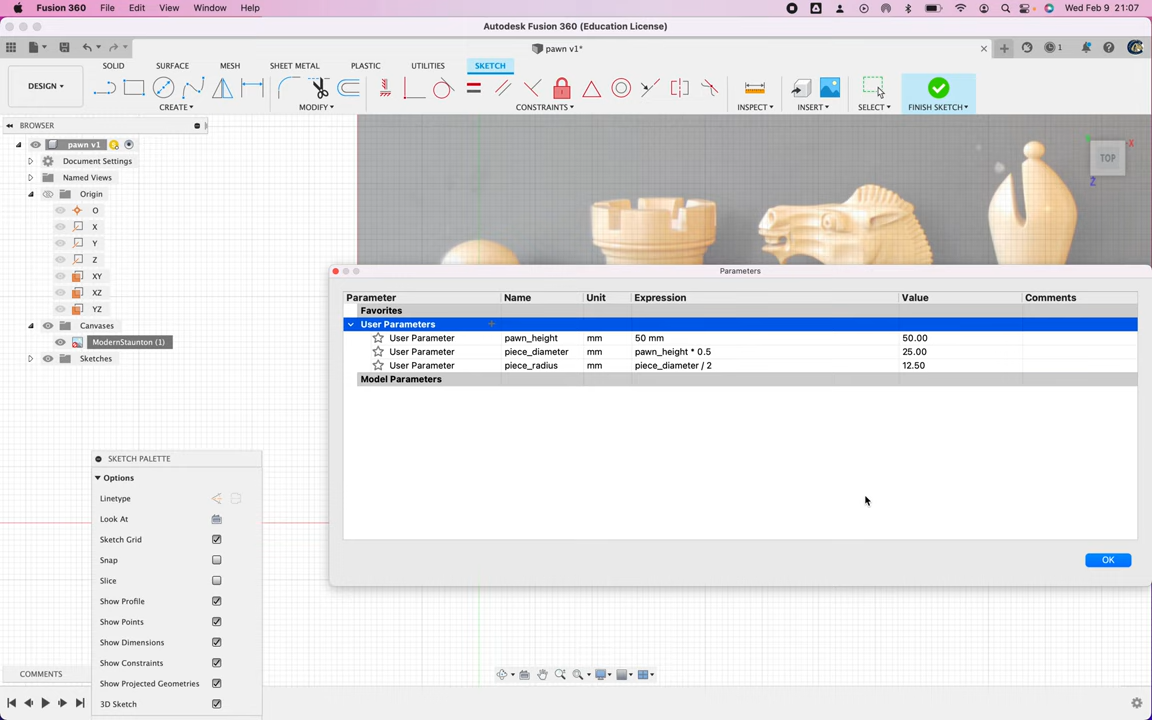 Fusion 360 File Edit View Window Help Wed Feb 9 21:07
Autodesk Fusion 360 (Education License)
pawn v1* 1
DESIGN
SOLID SURFACE MESH SHEET METAL PLASTIC UTILITIES SKETCH
CREATE MODIFY CONSTRAINTS INSPECT INSERT SELECT FINISH SKETCH
BROWSER
pawn v1
Document Settings
Named Views
Origin
O
X
Y
Z
XY
XZ
YZ
Canvases
ModernStaunton (1)
Sketches
TOP
X
Z
Parameters
Parameter Name Unit Expression Value Comments
Favorites
User Parameters
User Parameter pawn_height mm 50 mm 50.00
User Parameter piece_diameter mm pawn_height * 0.5 25.00
User Parameter piece_radius mm piece_diameter / 2 12.50
Model Parameters
OK
SKETCH PALETTE
Options
Linetype
Look At
Sketch Grid
Snap
Slice
Show Profile
Show Points
Show Dimensions
Show Constraints
Show Projected Geometries
3D Sketch
COMMENTS